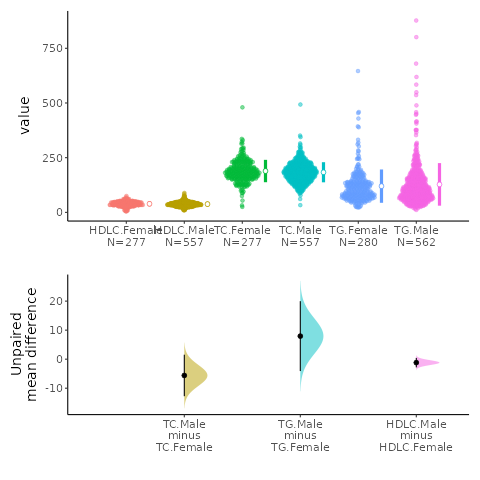 value
750
500
250
0
HDLC.Female HDLC.Male TC.Female TC.Male TG.Female TG.Male
N=277 N=557 N=277 N=557 N=280 N=562
Unpaired
mean difference
20
10
0
-10
TC.Male TG.Male HDLC.Male
minus minus minus
TC.Female TG.Female HDLC.Female